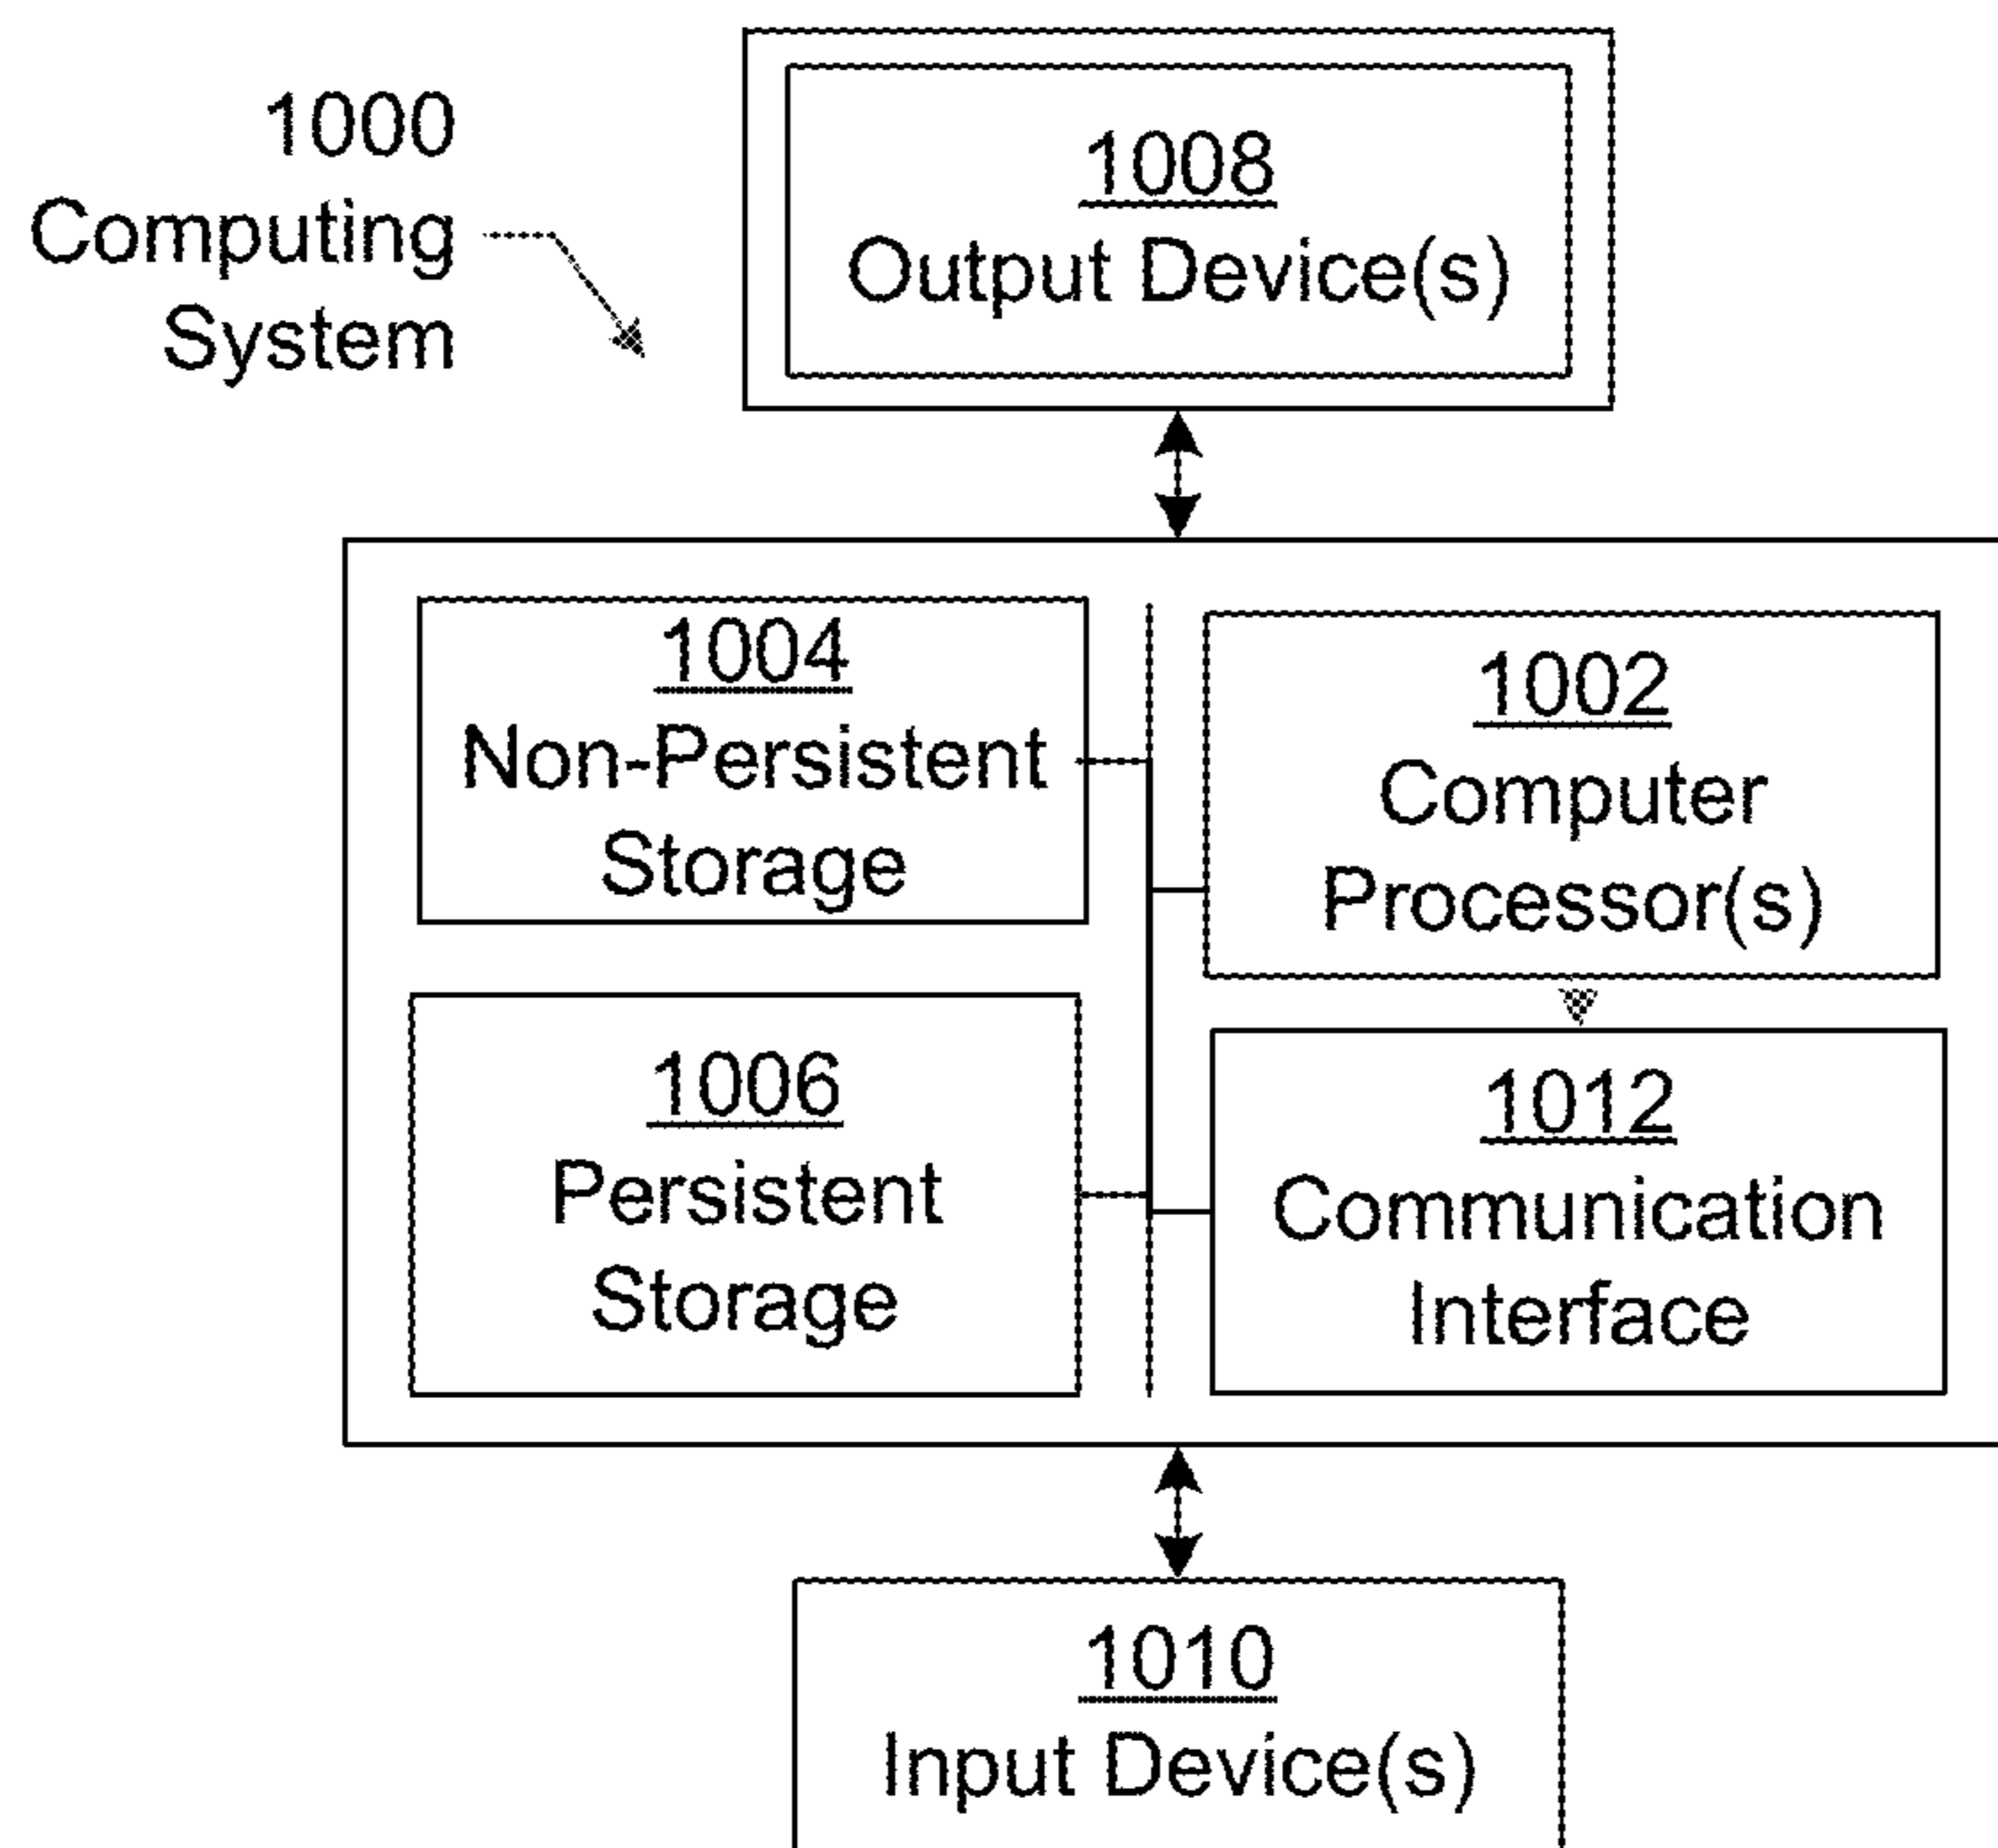 1000
Computing
System
1008
Output Device(s)
1004
Non-Persistent
Storage
1002
Computer
Processor(s)
1006
Persistent
Storage
1012
Communication
Interface
1010
Input Device(s)